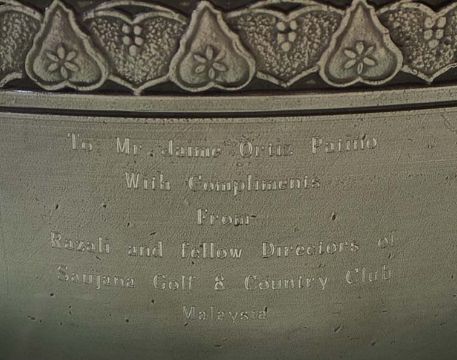 To Mr. Jaime Ortiz Patiño
With Compliments
From
Razali and fellow Directors of
Saujana Golf & Country Club
Malaysia